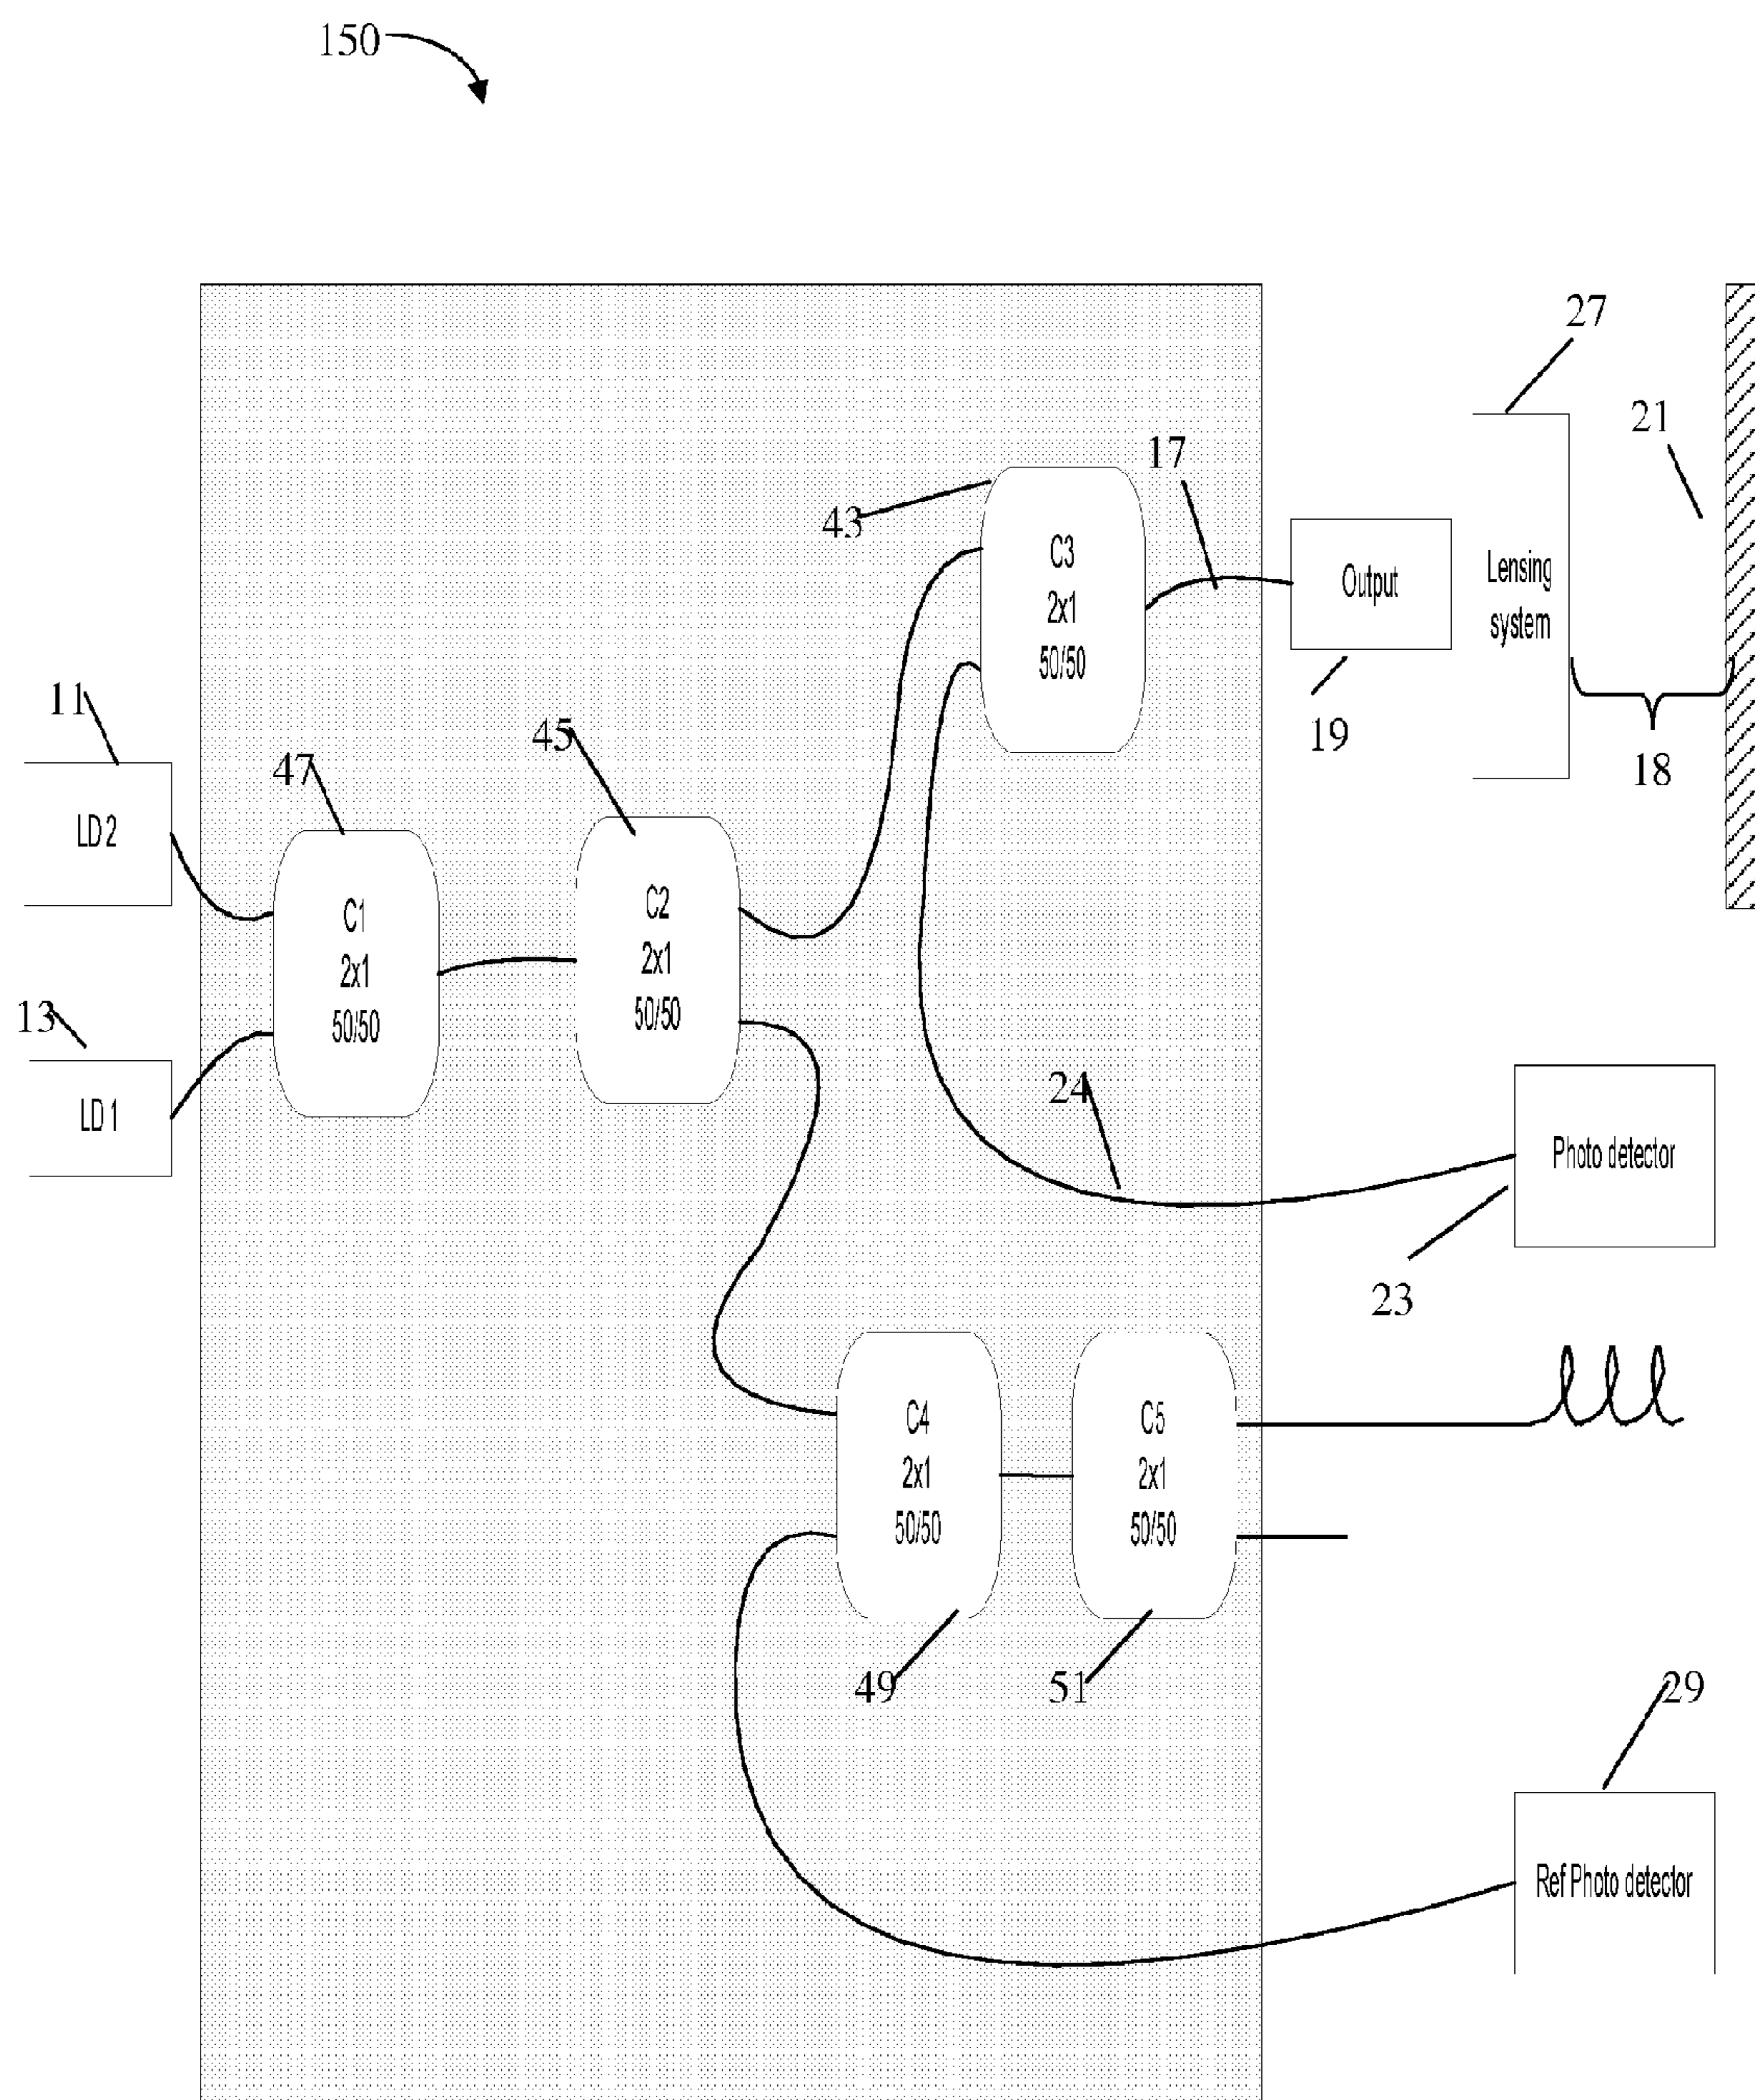 150
27
21
17
43
C3
2x1
50/50
Output
Lensing
system
19
18
11
45
47
LD 2
C1
2x1
50/50
C2
2x1
50/50
13
LD 1
24
Photo detector
23
C4
2x1
50/50
C5
2x1
50/50
49
51
29
Ref Photo detector